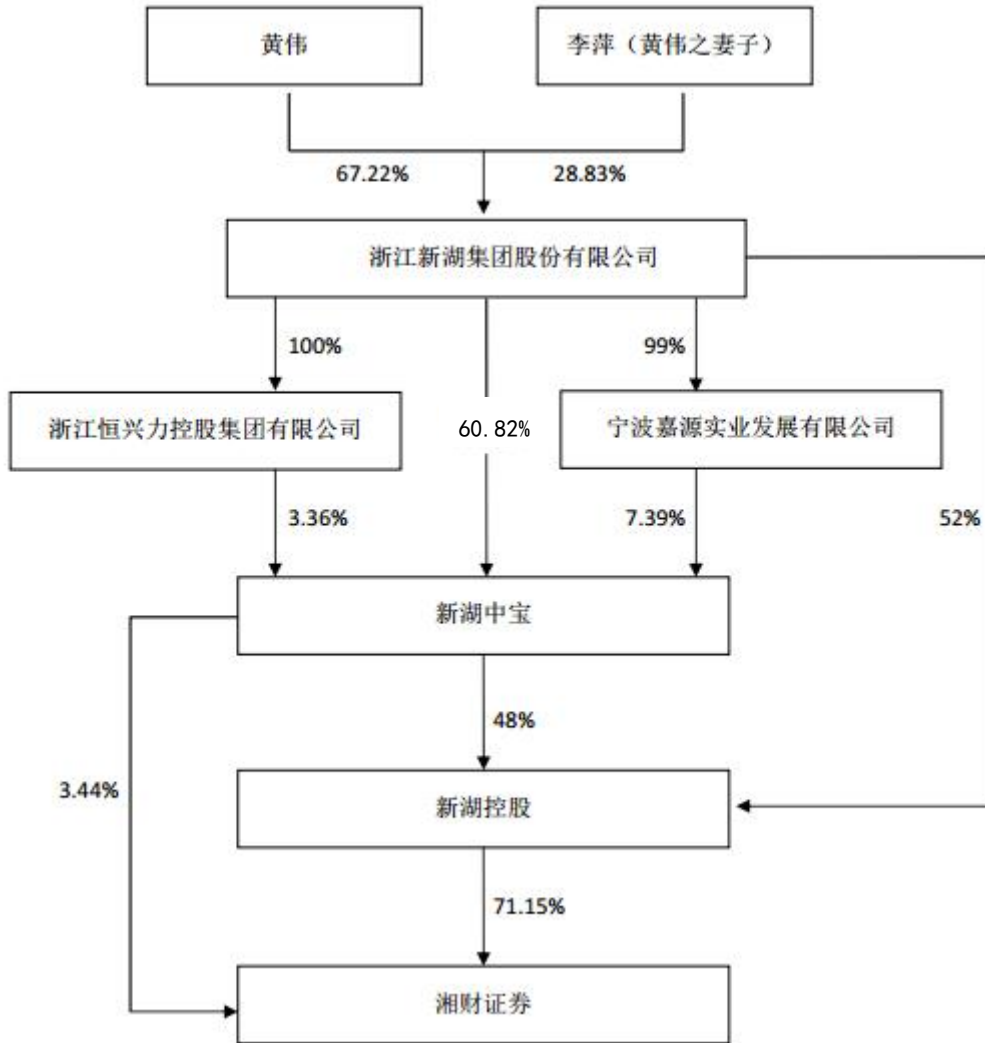 黄伟
李萍（黄伟之妻子）
67.22%
28.83%
浙江新湖集团股份有限公司
100%
99%
浙江恒兴力控股集团有限公司
60.82%
宁波嘉源实业发展有限公司
3.36%
7.39%
52%
新湖中宝
48%
3.44%
新湖控股
71.15%
湘财证券